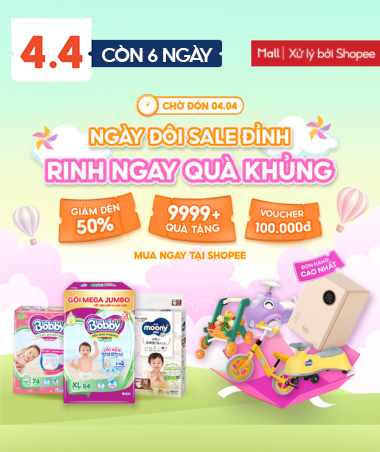 4.4 CÒN 6 NGÀY
Mall | Xử lý bởi Shopee
CHỜ ĐÓN 04.04
NGÀY ĐÔI SALE ĐỈNH
RINH NGAY QUÀ KHỦNG
GIẢM ĐẾN
50%
9999+
QUÀ TẶNG
VOUCHER
100.000đ
MUA NGAY TẠI SHOPEE
ĐƠN HÀNG
CAO NHẤT
GÓI MEGA JUMBO
Bobby
Bobby
moony
74
XL 84